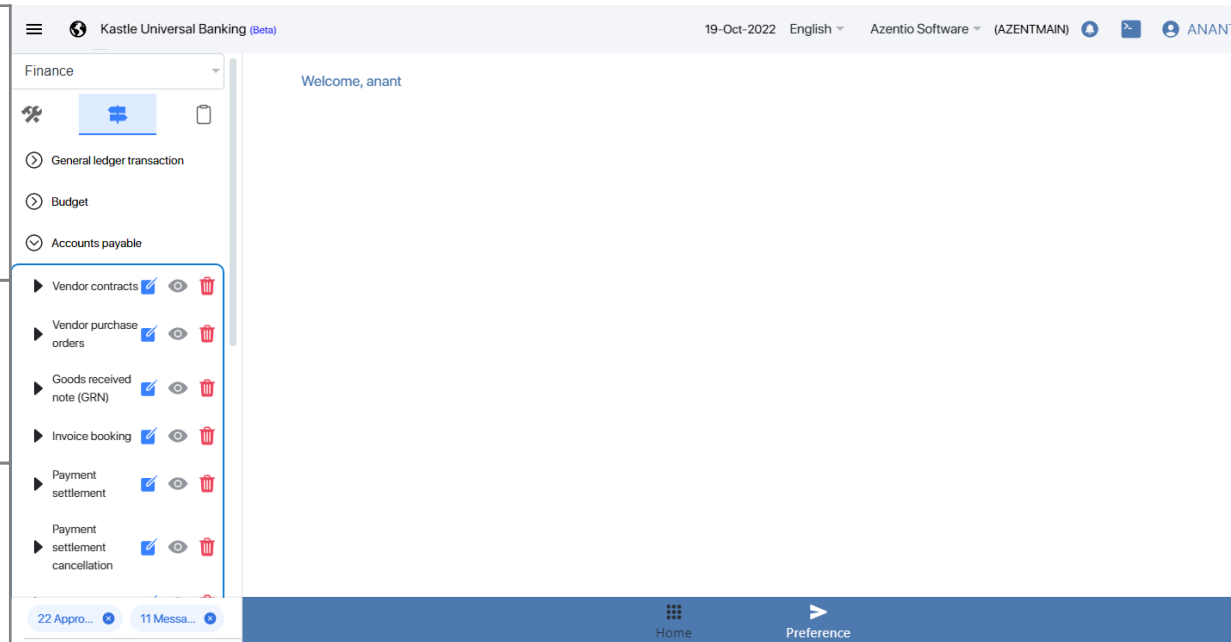 Kastle Universal Banking (Beta)
19-Oct-2022 English Azentio Software (AZENTMAIN) ANANT
Finance
Welcome, anant
General ledger transaction
Budget
Accounts payable
Vendor contracts
Vendor purchase
orders
Goods received
note (GRN)
Invoice booking
Payment
settlement
Payment
settlement
cancellation
22 Appro...
11 Messa...
Home
Preference